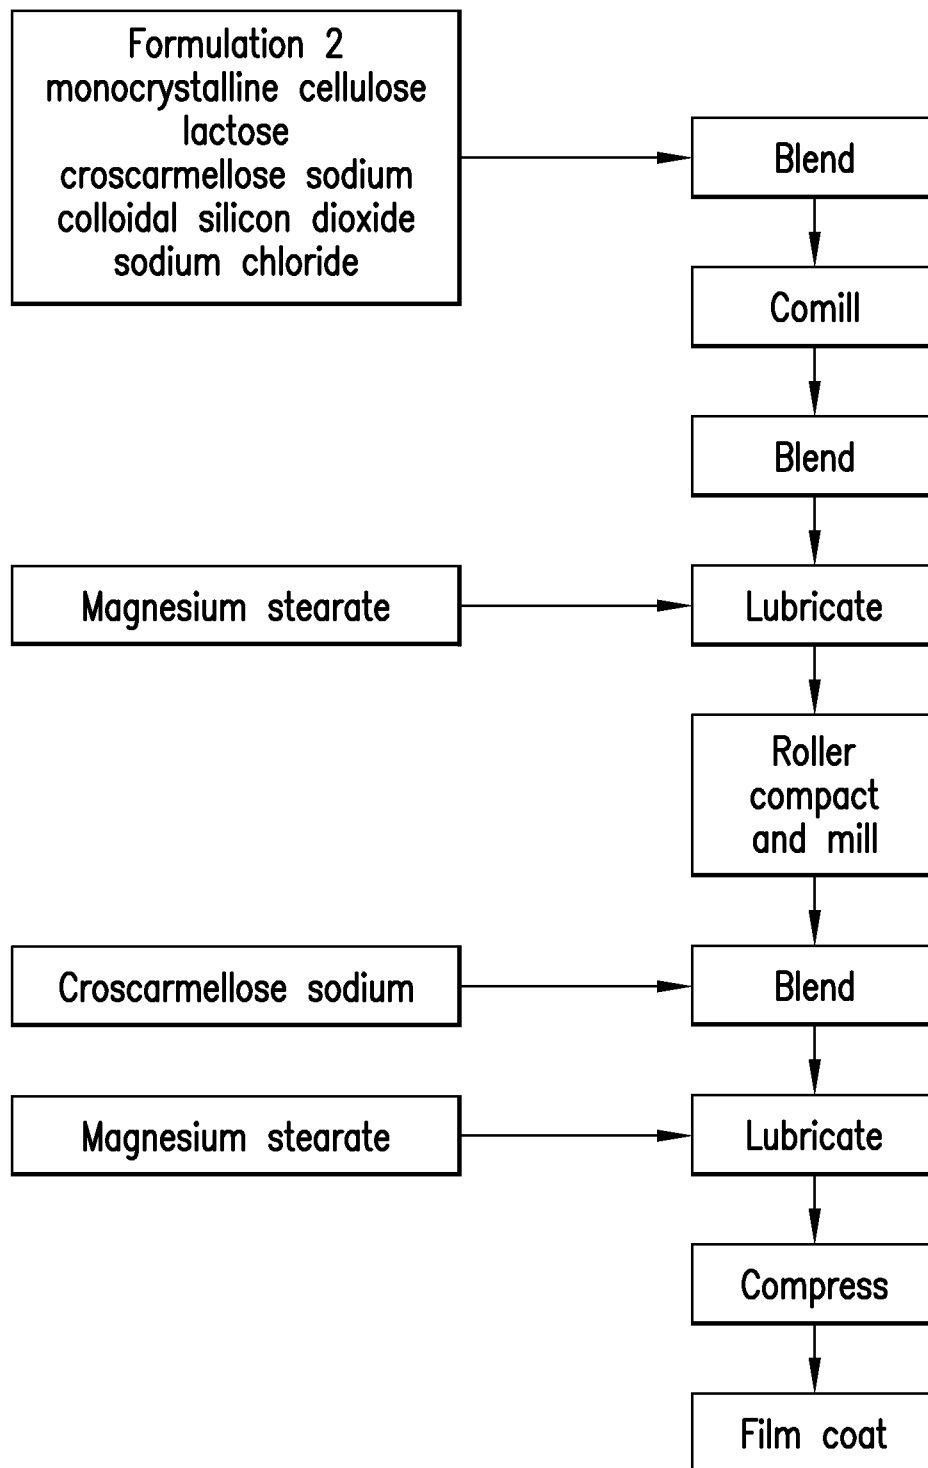 Formulation 2
monocrystalline cellulose
lactose
croscarmellose sodium
colloidal silicon dioxide
sodium chloride
Blend
Comill
Blend
Magnesium stearate
Lubricate
Roller
compact
and mill
Croscarmellose sodium
Blend
Magnesium stearate
Lubricate
Compress
Film coat